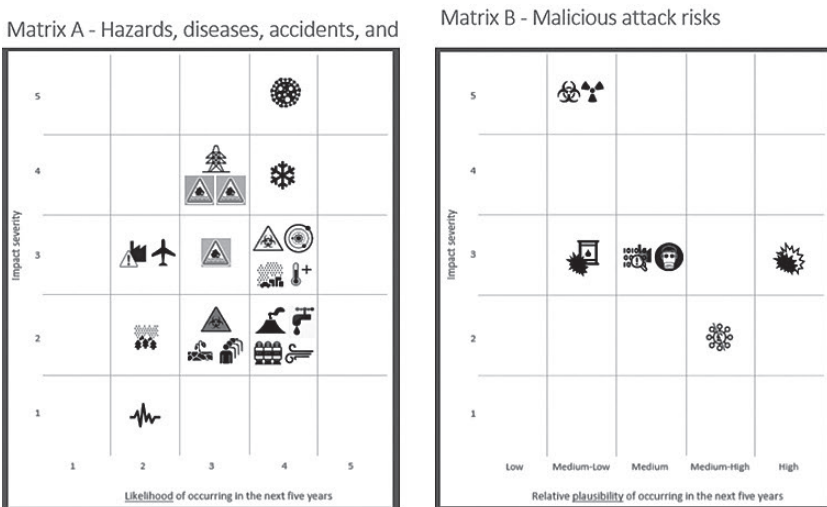 Matrix A - Hazards, diseases, accidents, and
5
4
3
2
1
Impact severity
1 2 3 4 5
Likelihood of occurring in the next five years
Matrix B - Malicious attack risks
5
4
3
2
1
Impact severity
Low Medium-Low Medium Medium-High High
Relative plausibility of occurring in the next five years